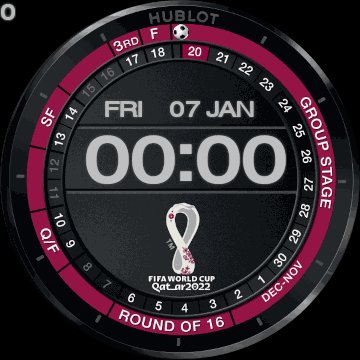 0
HUBLOT
3RD F
GROUP STAGE
DEC-NOV
ROUND OF 16
Q/F
SF
20 21 22 23 24 25 26 27 28 29 30 1 2 3 4 5 6 7 8 9 10 11 12 13 14 15 16 17 18
FRI 07 JAN
00:00
TM
FIFA WORLD CUP
Qatar2022